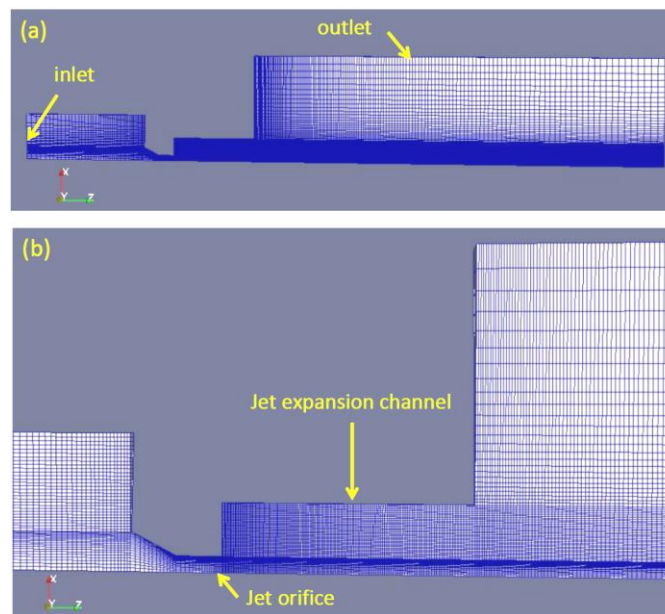 (a)
outlet
inlet
X
Y
Z
(b)
Jet expansion channel
X
Y
Z
Jet orifice